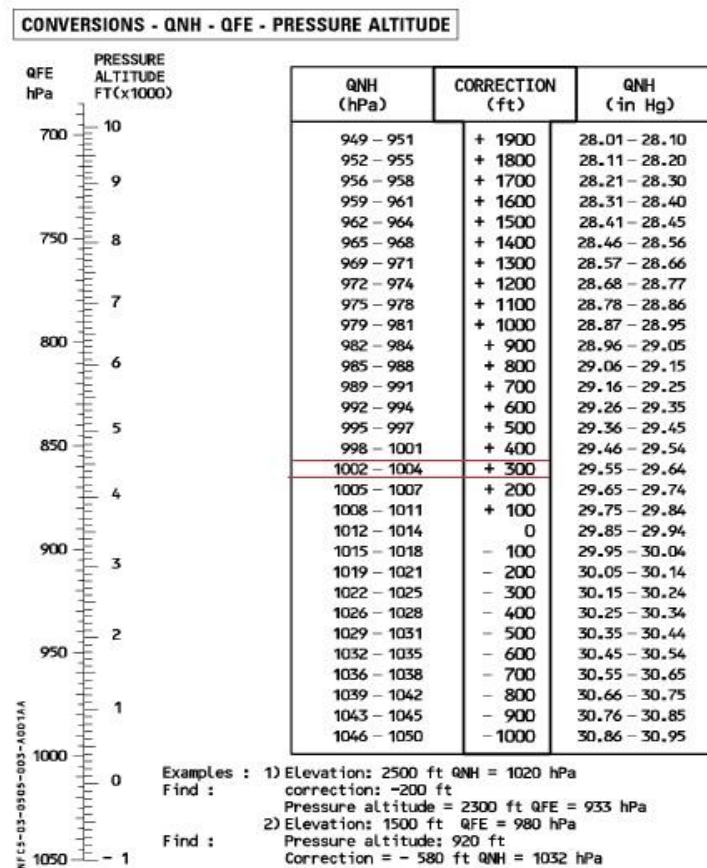 CONVERSIONS - QNH - QFE - PRESSURE ALTITUDE
QFE
hPa
PRESSURE
ALTITUDE
FT(x1000)
700
750
800
850
900
950
1000
1050
10
9
8
7
6
5
4
3
2
1
0
- 1
QNH (hPa) CORRECTION (ft) QNH (in Hg)
949 – 951 + 1900 28.01 – 28.10
952 – 955 + 1800 28.11 – 28.20
956 – 958 + 1700 28.21 – 28.30
959 – 961 + 1600 28.31 – 28.40
962 – 964 + 1500 28.41 – 28.45
965 – 968 + 1400 28.46 – 28.56
969 – 971 + 1300 28.57 – 28.66
972 – 974 + 1200 28.68 – 28.77
975 – 978 + 1100 28.78 – 28.86
979 – 981 + 1000 28.87 – 28.95
982 – 984 + 900 28.96 – 29.05
985 – 988 + 800 29.06 – 29.15
989 – 991 + 700 29.16 – 29.25
992 – 994 + 600 29.26 – 29.35
995 – 997 + 500 29.36 – 29.45
998 – 1001 + 400 29.46 – 29.54
1002 – 1004 + 300 29.55 – 29.64
1005 – 1007 + 200 29.65 – 29.74
1008 – 1011 + 100 29.75 – 29.84
1012 – 1014 0 29.85 – 29.94
1015 – 1018 – 100 29.95 – 30.04
1019 – 1021 – 200 30.05 – 30.14
1022 – 1025 – 300 30.15 – 30.24
1026 – 1028 – 400 30.25 – 30.34
1029 – 1031 – 500 30.35 – 30.44
1032 – 1035 – 600 30.45 – 30.54
1036 – 1038 – 700 30.55 – 30.65
1039 – 1042 – 800 30.66 – 30.75
1043 – 1045 – 900 30.76 – 30.85
1046 – 1050 –1000 30.86 – 30.95
Examples : 1) Elevation: 2500 ft QNH = 1020 hPa
Find : correction: -200 ft
Pressure altitude = 2300 ft QFE = 933 hPa
2) Elevation: 1500 ft QFE = 980 hPa
Find : Pressure altitude: 920 ft
Correction = - 580 ft QNH = 1032 hPa
NFC5-03-0505-003-A001AA